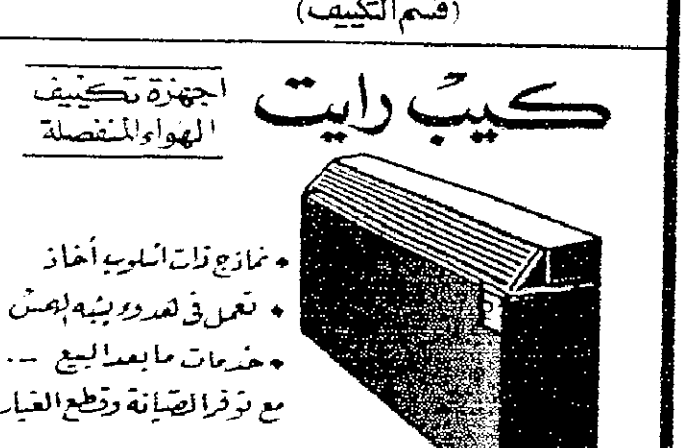 (قسم التكييف)
كيب رايت
اجهزة تكييف
الهواء المنفصلة
• نماذج ذات اسلوب أخاذ
• تعمل في هدوء يشبه الهمس
• خدمات ما بعد البيع ..
مع توفر الصيانة وقطع الغيار